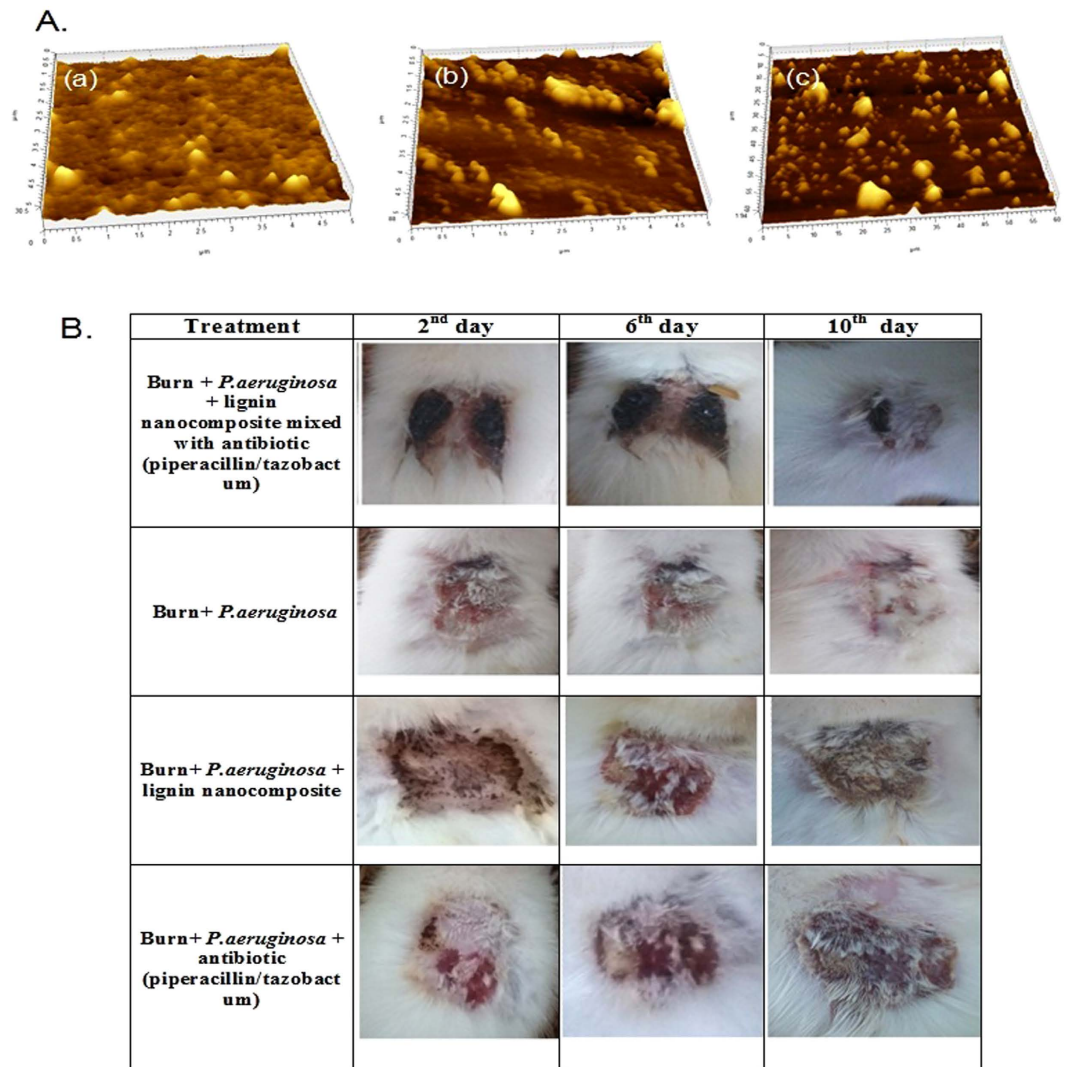 A.
(a)
(b)
(c)
B.
Treatment
2nd day
6th day
10th day
Burn + P.aeruginosa
+ lignin
nanocomposite mixed
with antibiotic
(piperacillin/tazobact
um)
Burn+ P.aeruginosa
Burn+ P.aeruginosa +
lignin nanocomposite
Burn+ P.aeruginosa +
antibiotic
(piperacillin/tazobact
um)